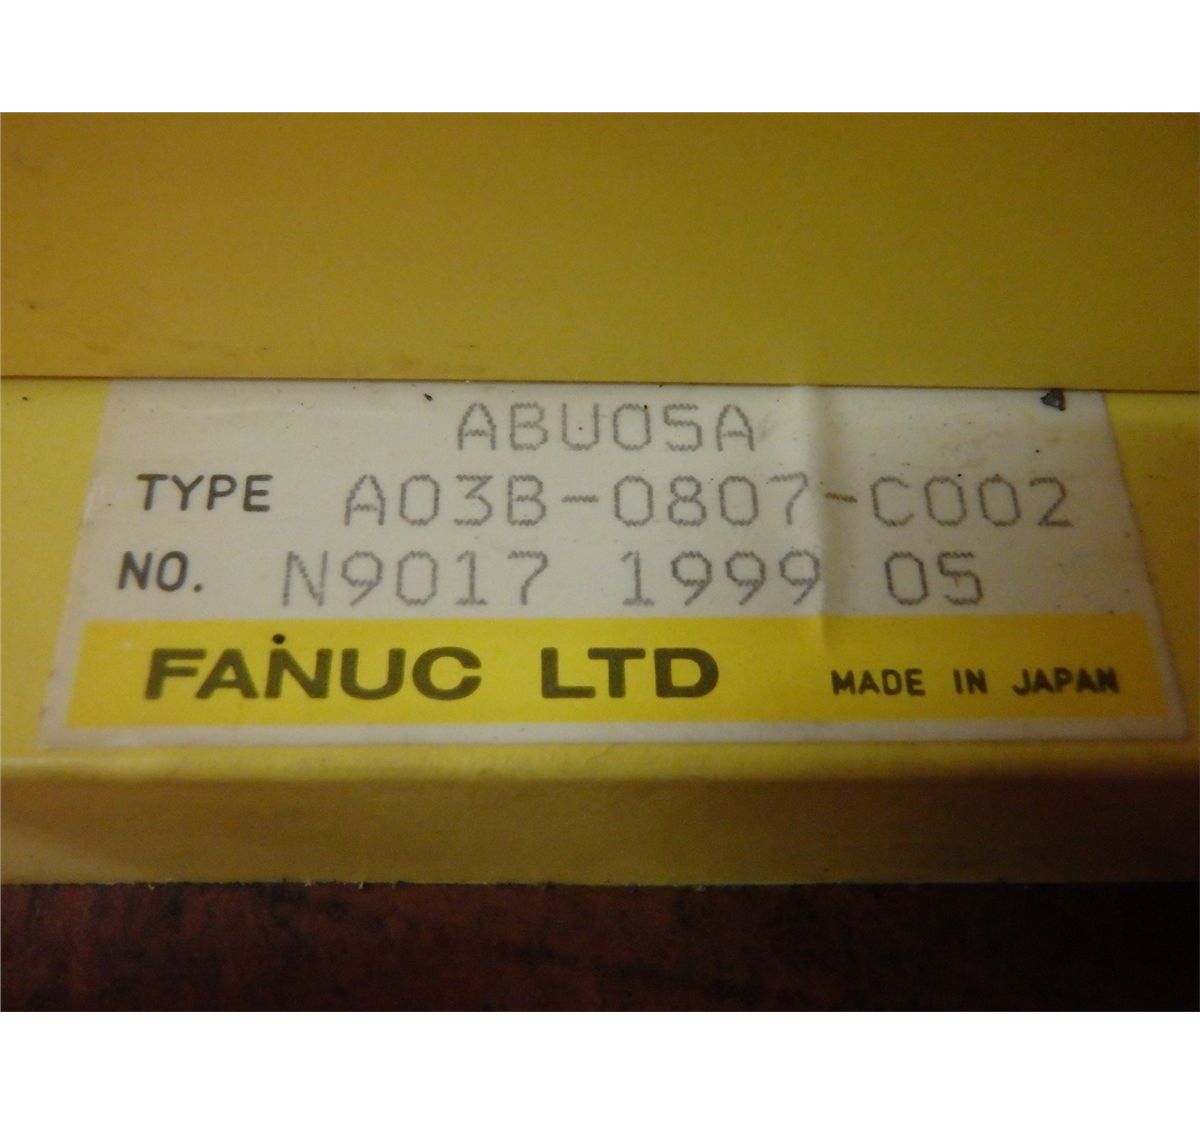 ABU05A
TYPE A03B-0807-C002
NO. N9017 1999 05
FANUC LTD MADE IN JAPAN